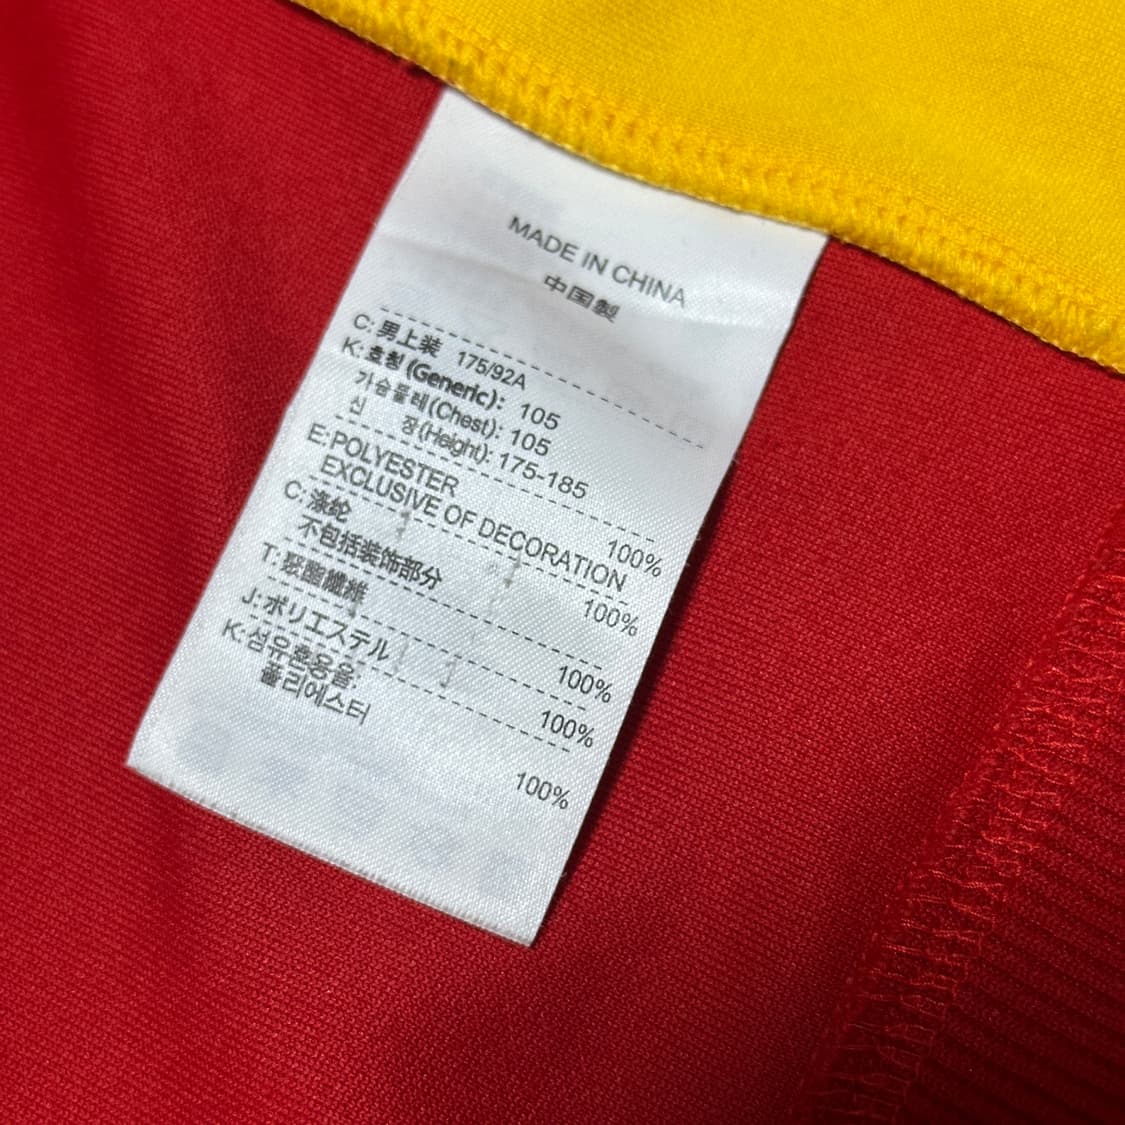 MADE IN CHINA
中国製
C: 男上装 175/92A
K: 호칭 (Generic): 105
가슴둘레(Chest): 105
신 장(Height): 175-185
E: POLYESTER 100%
EXCLUSIVE OF DECORATION
C: 涤纶 100%
不包括装饰部分
T: 聚酯纖維 100%
J: ポリエステル 100%
K: 섬유혼용율:
폴리에스터 100%